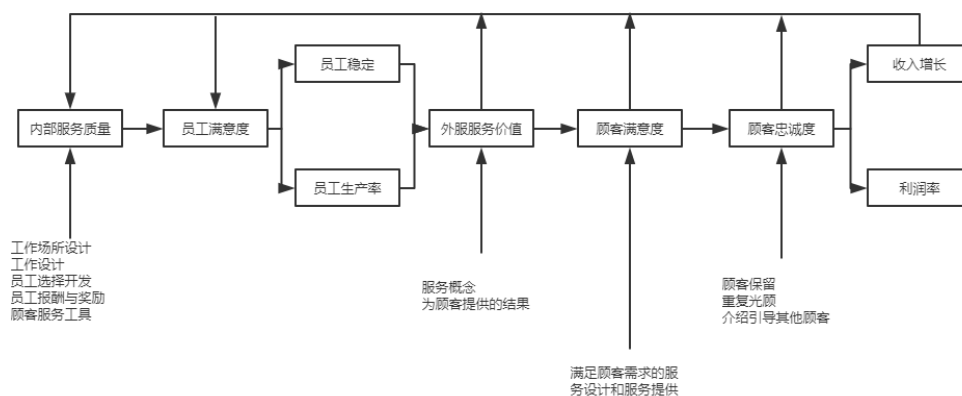 员工稳定
收入增长
内部服务质量
员工满意度
外服服务价值
顾客满意度
顾客忠诚度
员工生产率
利润率
工作场所设计
工作设计
员工选择开发
员工报酬与奖励
顾客服务工具
服务概念
为顾客提供的结果
顾客保留
重复光顾
介绍引导其他顾客
满足顾客需求的服
务设计和服务提供